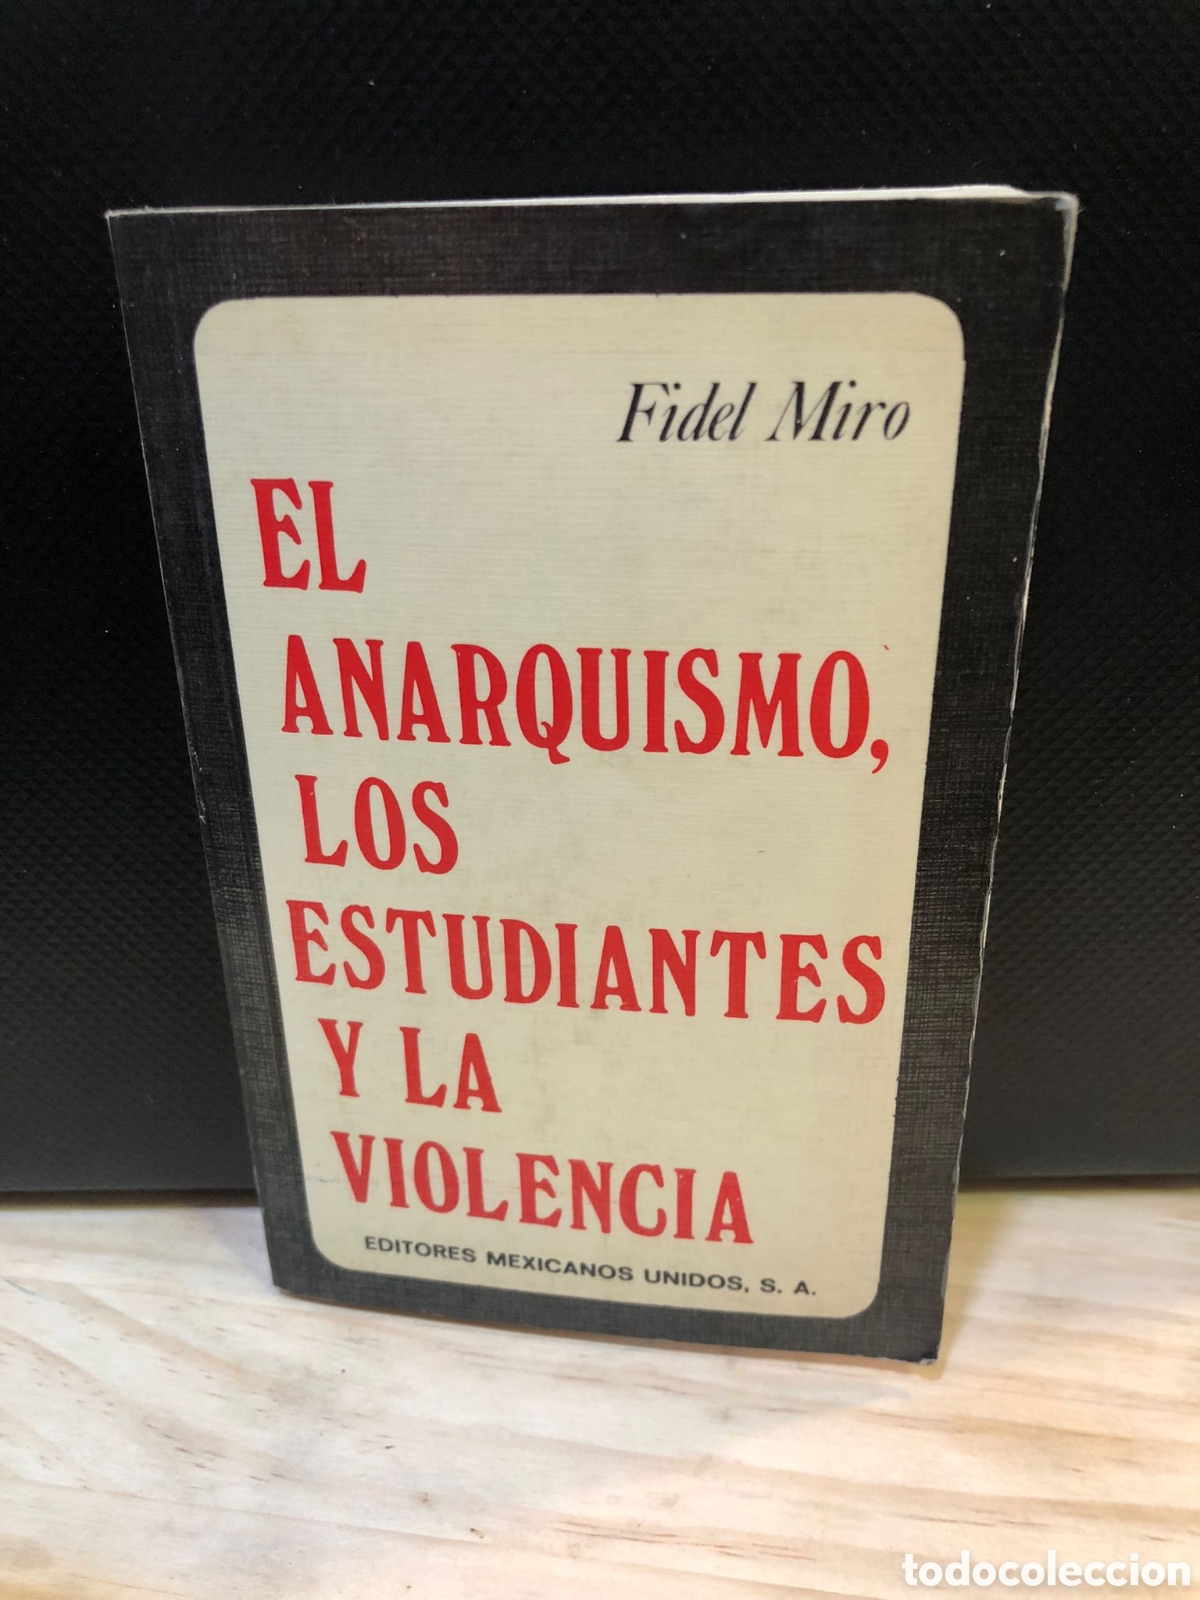 Fidel Miro
EL
ANARQUISMO,
LOS
ESTUDIANTES
Y LA
VIOLENCIA
EDITORES MEXICANOS UNIDOS, S. A.
todocoleccion